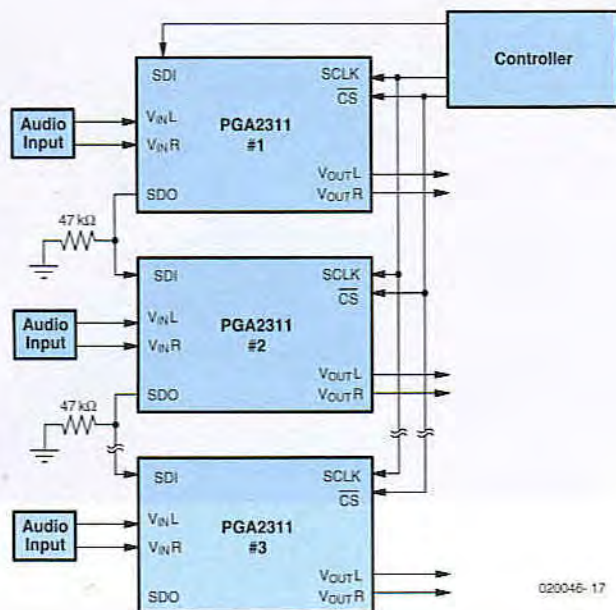 Controller
SDI
SCLK
CS
Audio
Input
VINL
VINR
PGA2311
#1
VOUTL
VOUTR
SDO
47 kΩ
SDI
SCLK
CS
Audio
Input
VINL
VINR
PGA2311
#2
VOUTL
VOUTR
SDO
47 kΩ
SDI
SCLK
CS
Audio
Input
VINL
VINR
PGA2311
#3
VOUTL
VOUTR
SDO
020046- 17